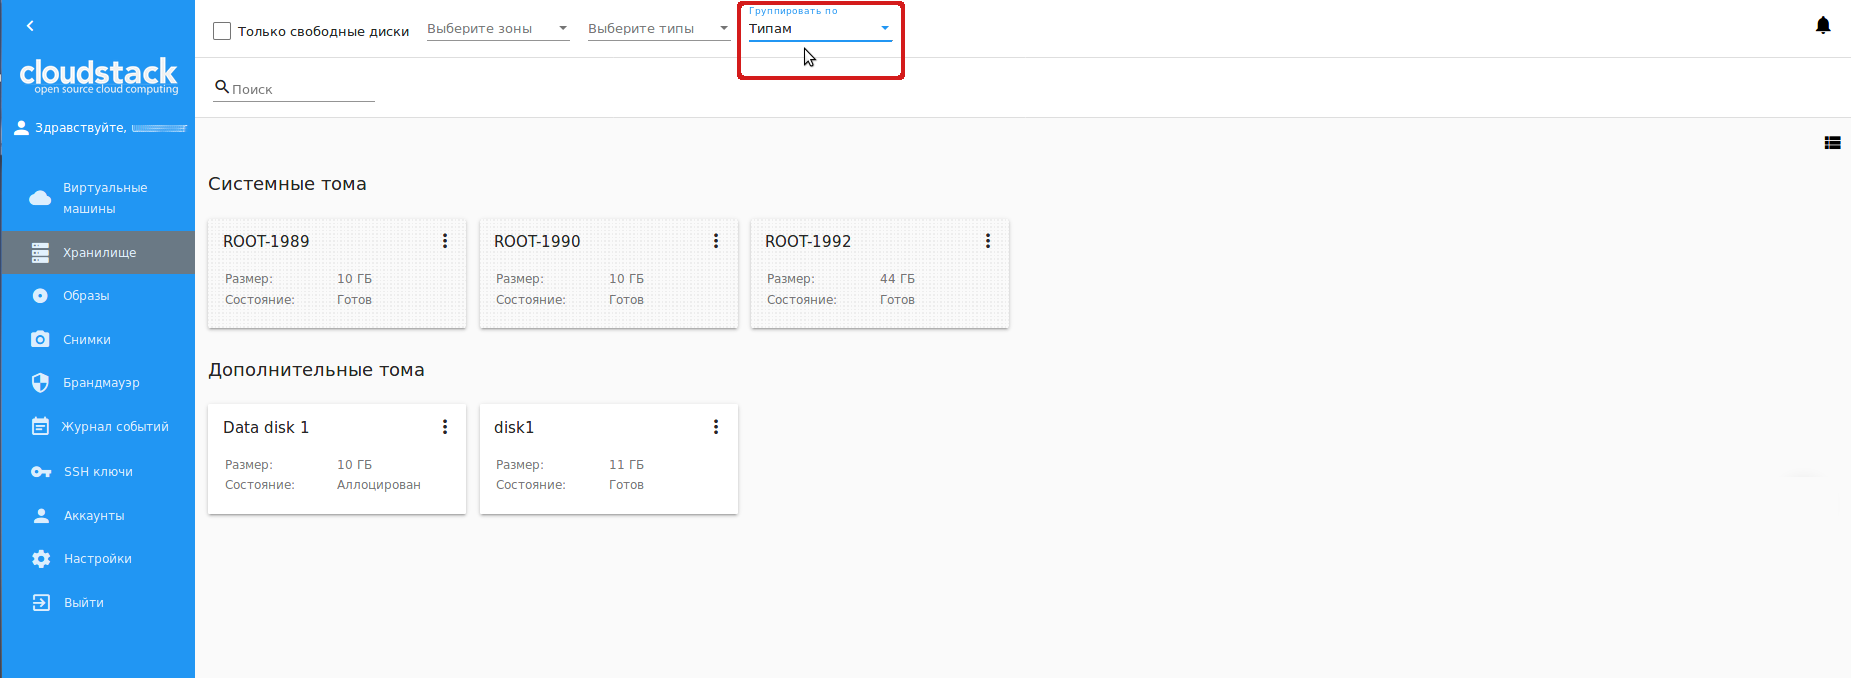 cloudstack
open source cloud computing
Здравствуйте,
Виртуальные
машины
Хранилище
Образы
Снимки
Брандмауэр
Журнал событий
SSH ключи
Аккаунты
Настройки
Выйти
Только свободные диски
Выберите зоны
Выберите типы
Группировать по
Типам
Поиск
Системные тома
ROOT-1989
Размер: 10 ГБ
Состояние: Готов
ROOT-1990
Размер: 10 ГБ
Состояние: Готов
ROOT-1992
Размер: 44 ГБ
Состояние: Готов
Дополнительные тома
Data disk 1
Размер: 10 ГБ
Состояние: Аллоцирован
disk1
Размер: 11 ГБ
Состояние: Готов